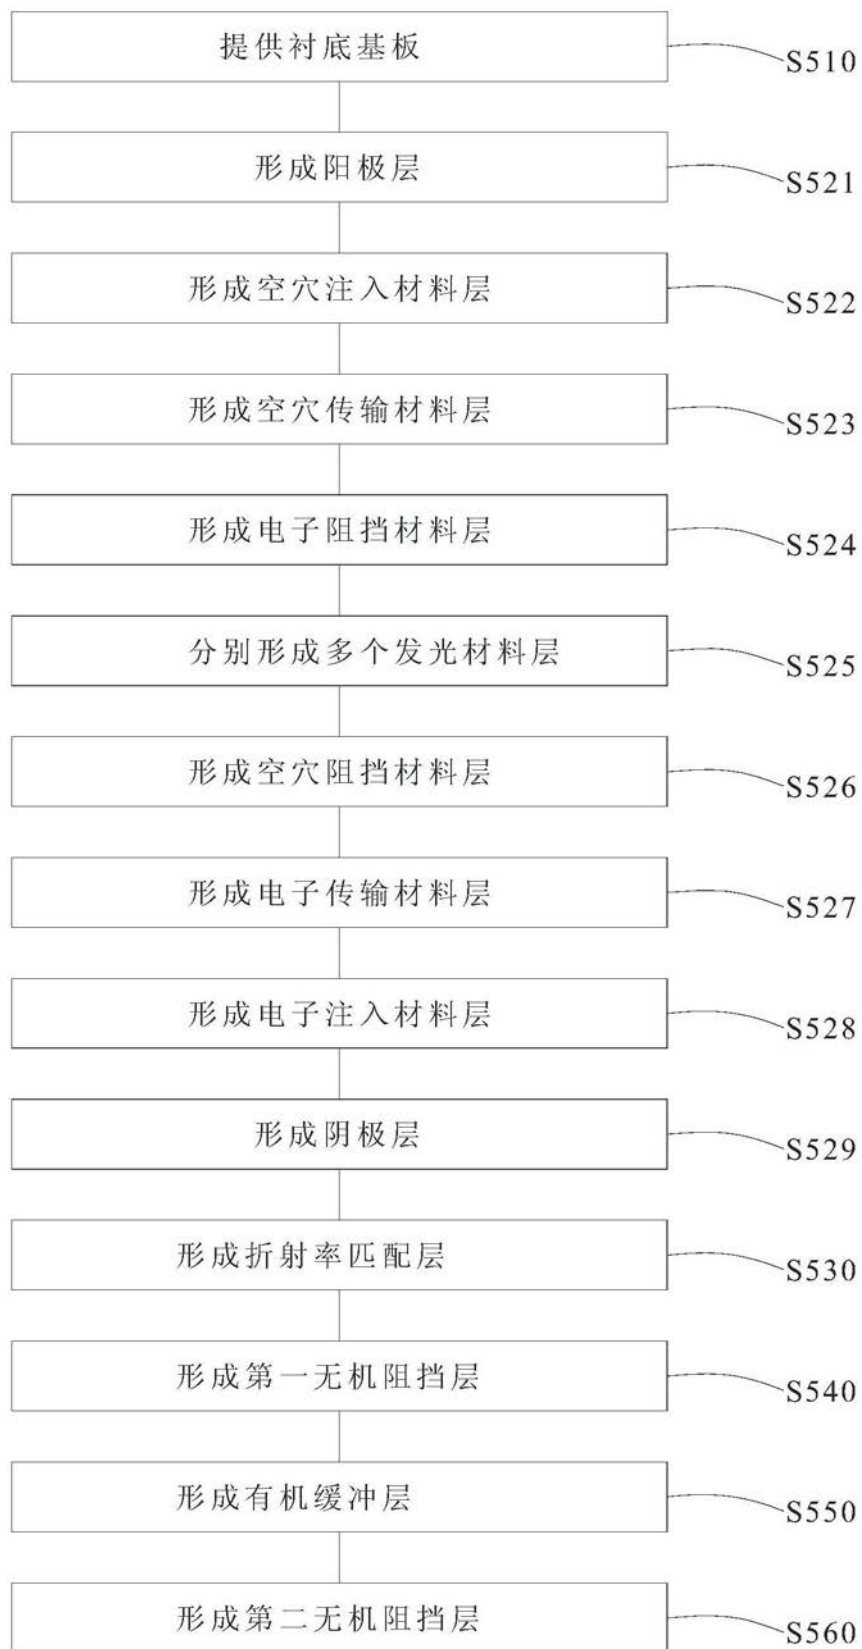 提供衬底基板
S510
形成阳极层
S521
形成空穴注入材料层
S522
形成空穴传输材料层
S523
形成电子阻挡材料层
S524
分别形成多个发光材料层
S525
形成空穴阻挡材料层
S526
形成电子传输材料层
S527
形成电子注入材料层
S528
形成阴极层
S529
形成折射率匹配层
S530
形成第一无机阻挡层
S540
形成有机缓冲层
S550
形成第二无机阻挡层
S560